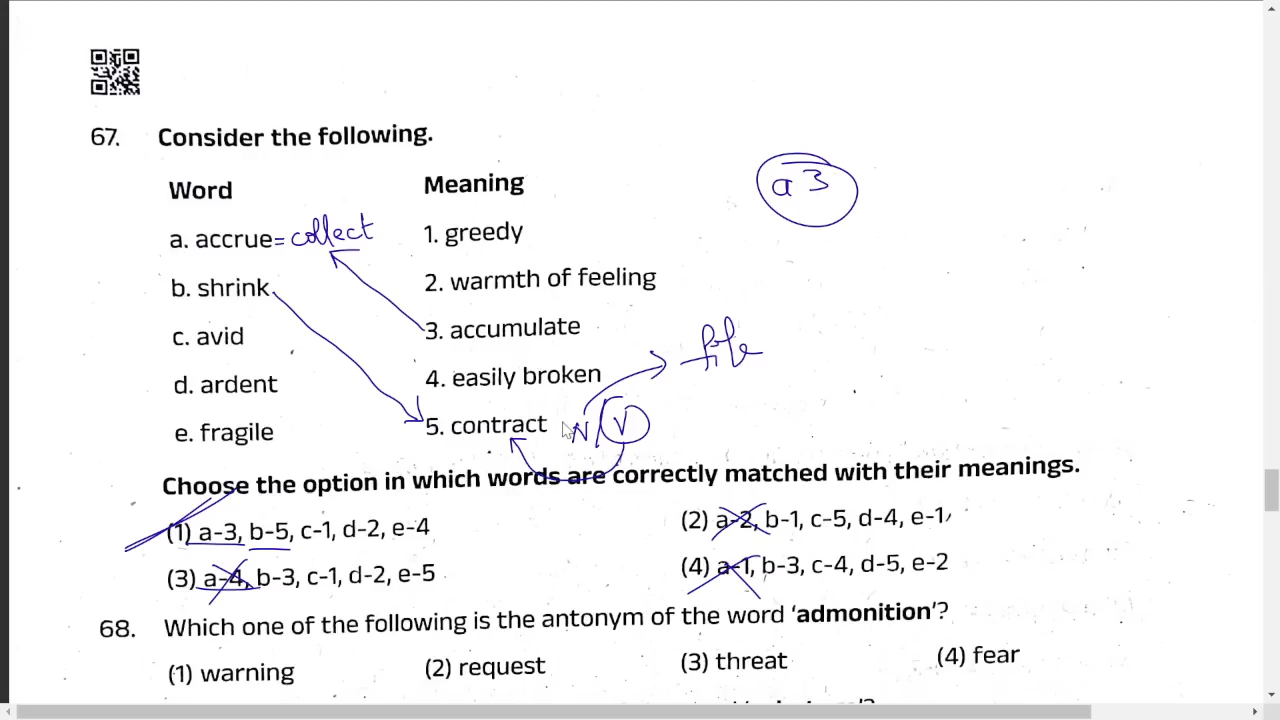 67. Consider the following.
Word Meaning
a 3
a. accrue = collect 1. greedy
b. shrink 2. warmth of feeling
c. avid 3. accumulate
d. ardent 4. easily broken
e. fragile 5. contract N/V
Choose the option in which words are correctly matched with their meanings.
(1) a-3, b-5, c-1, d-2, e-4 (2) a-2, b-1, c-5, d-4, e-1
(3) a-4, b-3, c-1, d-2, e-5 (4) a-1, b-3, c-4, d-5, e-2
68. Which one of the following is the antonym of the word ‘admonition’?
(1) warning (2) request (3) threat (4) fear